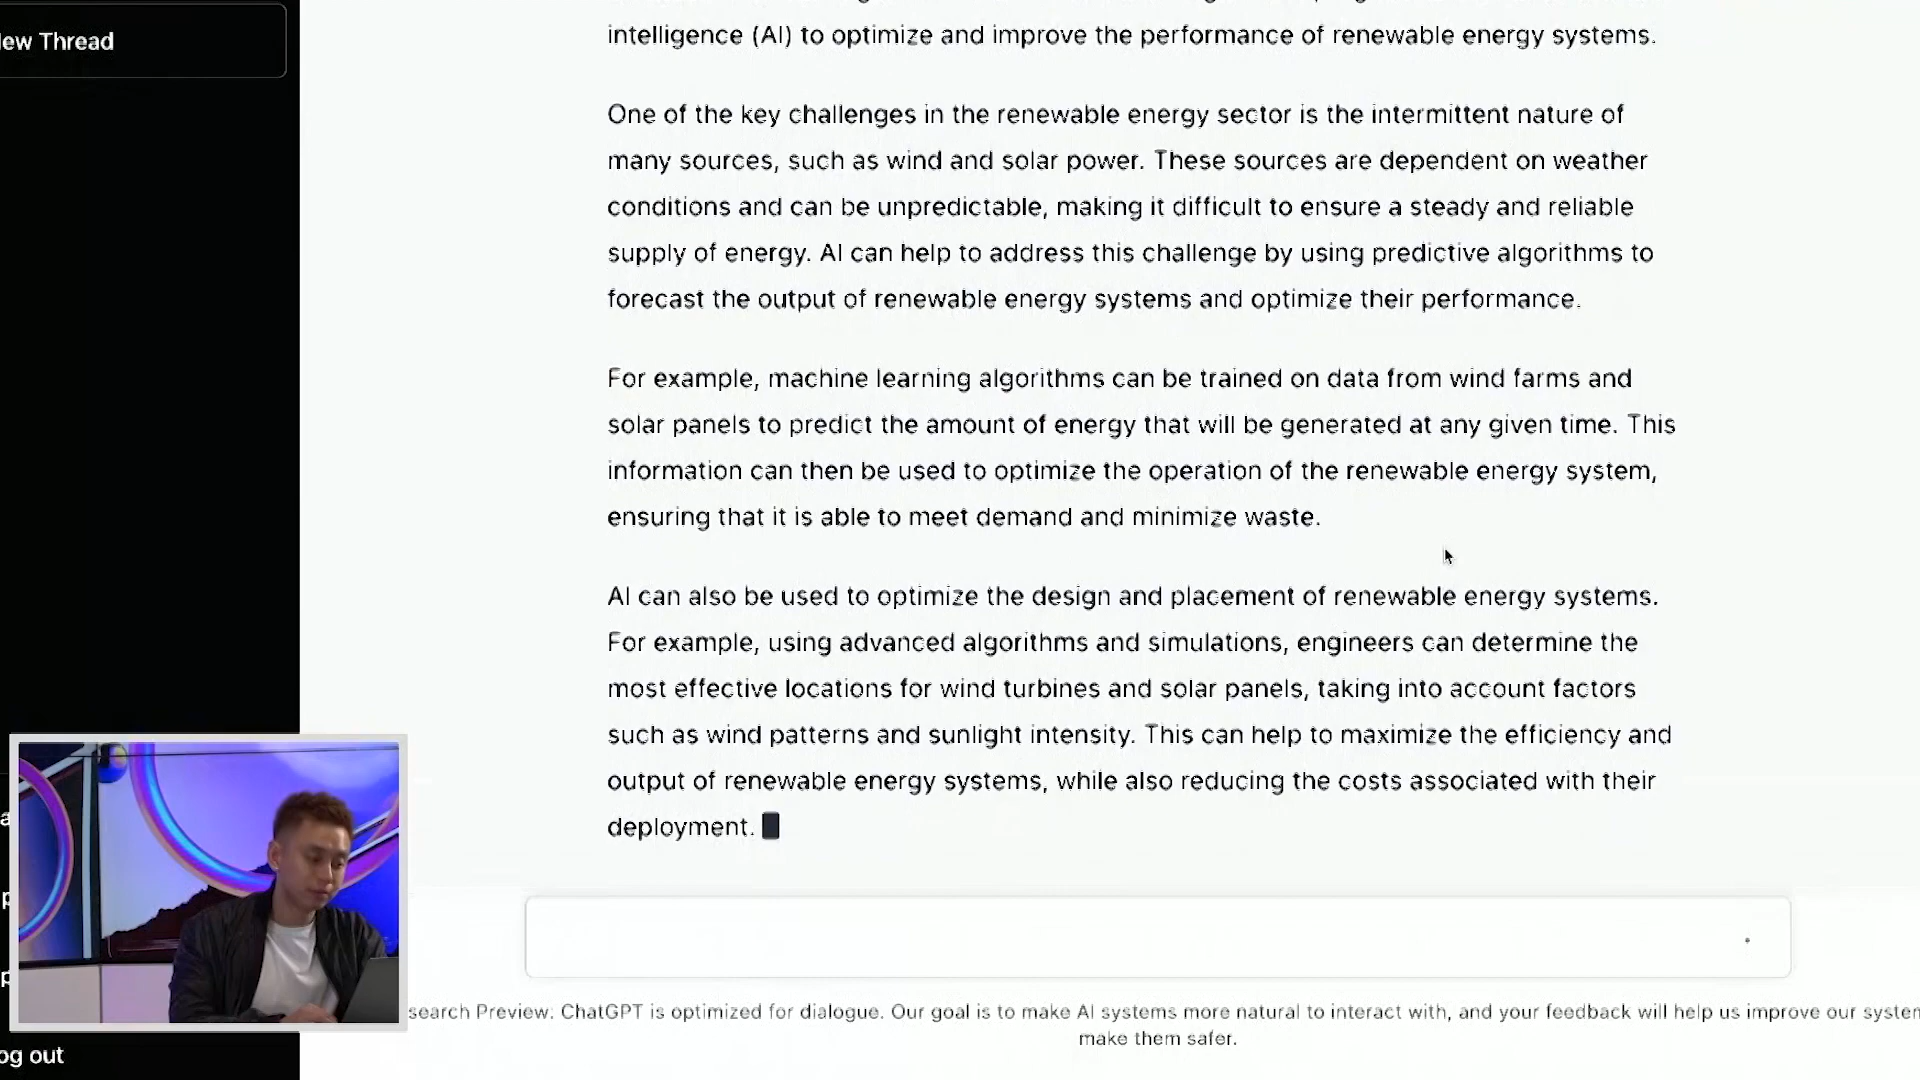 ew Thread
intelligence (AI) to optimize and improve the performance of renewable energy systems.
One of the key challenges in the renewable energy sector is the intermittent nature of
many sources, such as wind and solar power. These sources are dependent on weather
conditions and can be unpredictable, making it difficult to ensure a steady and reliable
supply of energy. AI can help to address this challenge by using predictive algorithms to
forecast the output of renewable energy systems and optimize their performance.
For example, machine learning algorithms can be trained on data from wind farms and
solar panels to predict the amount of energy that will be generated at any given time. This
information can then be used to optimize the operation of the renewable energy system,
ensuring that it is able to meet demand and minimize waste.
AI can also be used to optimize the design and placement of renewable energy systems.
For example, using advanced algorithms and simulations, engineers can determine the
most effective locations for wind turbines and solar panels, taking into account factors
such as wind patterns and sunlight intensity. This can help to maximize the efficiency and
output of renewable energy systems, while also reducing the costs associated with their
deployment.
search Preview: ChatGPT is optimized for dialogue. Our goal is to make AI systems more natural to interact with, and your feedback will help us improve our system
make them safer.
og out